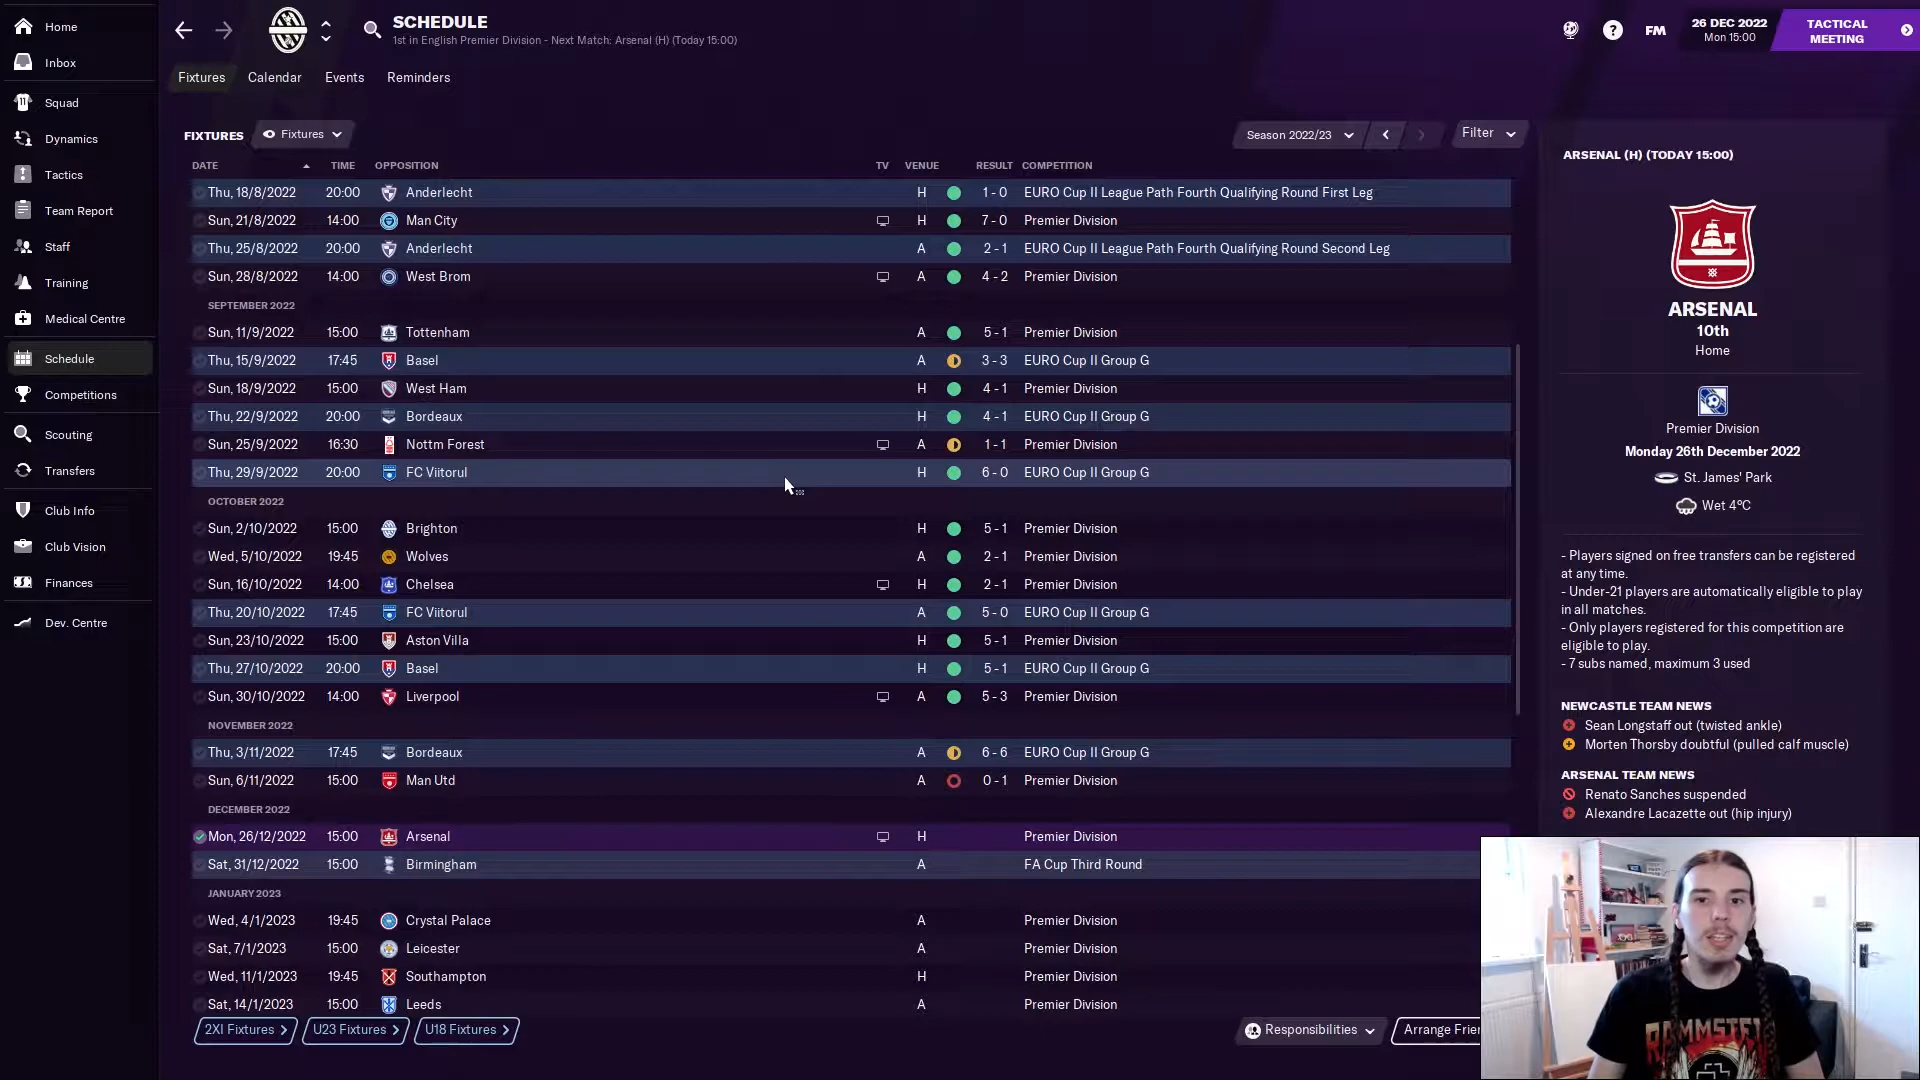 Home
Inbox
Squad
Dynamics
Tactics
Team Report
Staff
Training
Medical Centre
Schedule
Competitions
Scouting
Transfers
Club Info
Club Vision
Finances
Dev. Centre
SCHEDULE
1st in English Premier Division - Next Match: Arsenal (H) (Today 15:00)
FM
26 DEC 2022
Mon 15:00
TACTICAL
MEETING
Fixtures Calendar Events Reminders
FIXTURES Fixtures Season 2022/23 Filter
DATE TIME OPPOSITION TV VENUE RESULT COMPETITION
Thu, 18/8/2022 20:00 Anderlecht H 1 - 0 EURO Cup II League Path Fourth Qualifying Round First Leg
Sun, 21/8/2022 14:00 Man City H 7 - 0 Premier Division
Thu, 25/8/2022 20:00 Anderlecht A 2 - 1 EURO Cup II League Path Fourth Qualifying Round Second Leg
Sun, 28/8/2022 14:00 West Brom A 4 - 2 Premier Division
SEPTEMBER 2022
Sun, 11/9/2022 15:00 Tottenham A 5 - 1 Premier Division
Thu, 15/9/2022 17:45 Basel A 3 - 3 EURO Cup II Group G
Sun, 18/9/2022 15:00 West Ham H 4 - 1 Premier Division
Thu, 22/9/2022 20:00 Bordeaux H 4 - 1 EURO Cup II Group G
Sun, 25/9/2022 16:30 Nottm Forest A 1 - 1 Premier Division
Thu, 29/9/2022 20:00 FC Viitorul H 6 - 0 EURO Cup II Group G
OCTOBER 2022
Sun, 2/10/2022 15:00 Brighton H 5 - 1 Premier Division
Wed, 5/10/2022 19:45 Wolves A 2 - 1 Premier Division
Sun, 16/10/2022 14:00 Chelsea H 2 - 1 Premier Division
Thu, 20/10/2022 17:45 FC Viitorul A 5 - 0 EURO Cup II Group G
Sun, 23/10/2022 15:00 Aston Villa H 5 - 1 Premier Division
Thu, 27/10/2022 20:00 Basel H 5 - 1 EURO Cup II Group G
Sun, 30/10/2022 14:00 Liverpool A 5 - 3 Premier Division
NOVEMBER 2022
Thu, 3/11/2022 17:45 Bordeaux A 6 - 6 EURO Cup II Group G
Sun, 6/11/2022 15:00 Man Utd A 0 - 1 Premier Division
DECEMBER 2022
Mon, 26/12/2022 15:00 Arsenal H Premier Division
Sat, 31/12/2022 15:00 Birmingham A FA Cup Third Round
JANUARY 2023
Wed, 4/1/2023 19:45 Crystal Palace A Premier Division
Sat, 7/1/2023 15:00 Leicester A Premier Division
Wed, 11/1/2023 19:45 Southampton H Premier Division
Sat, 14/1/2023 15:00 Leeds A Premier Division
2XI Fixtures U23 Fixtures U18 Fixtures Responsibilities Arrange Frien
ARSENAL (H) (TODAY 15:00)
ARSENAL
10th
Home
Premier Division
Monday 26th December 2022
St. James' Park
Wet 4ºC
- Players signed on free transfers can be registered
at any time.
- Under-21 players are automatically eligible to play
in all matches.
- Only players registered for this competition are
eligible to play.
- 7 subs named, maximum 3 used
NEWCASTLE TEAM NEWS
Sean Longstaff out (twisted ankle)
Morten Thorsby doubtful (pulled calf muscle)
ARSENAL TEAM NEWS
Renato Sanches suspended
Alexandre Lacazette out (hip injury)
RAMMSTEIN